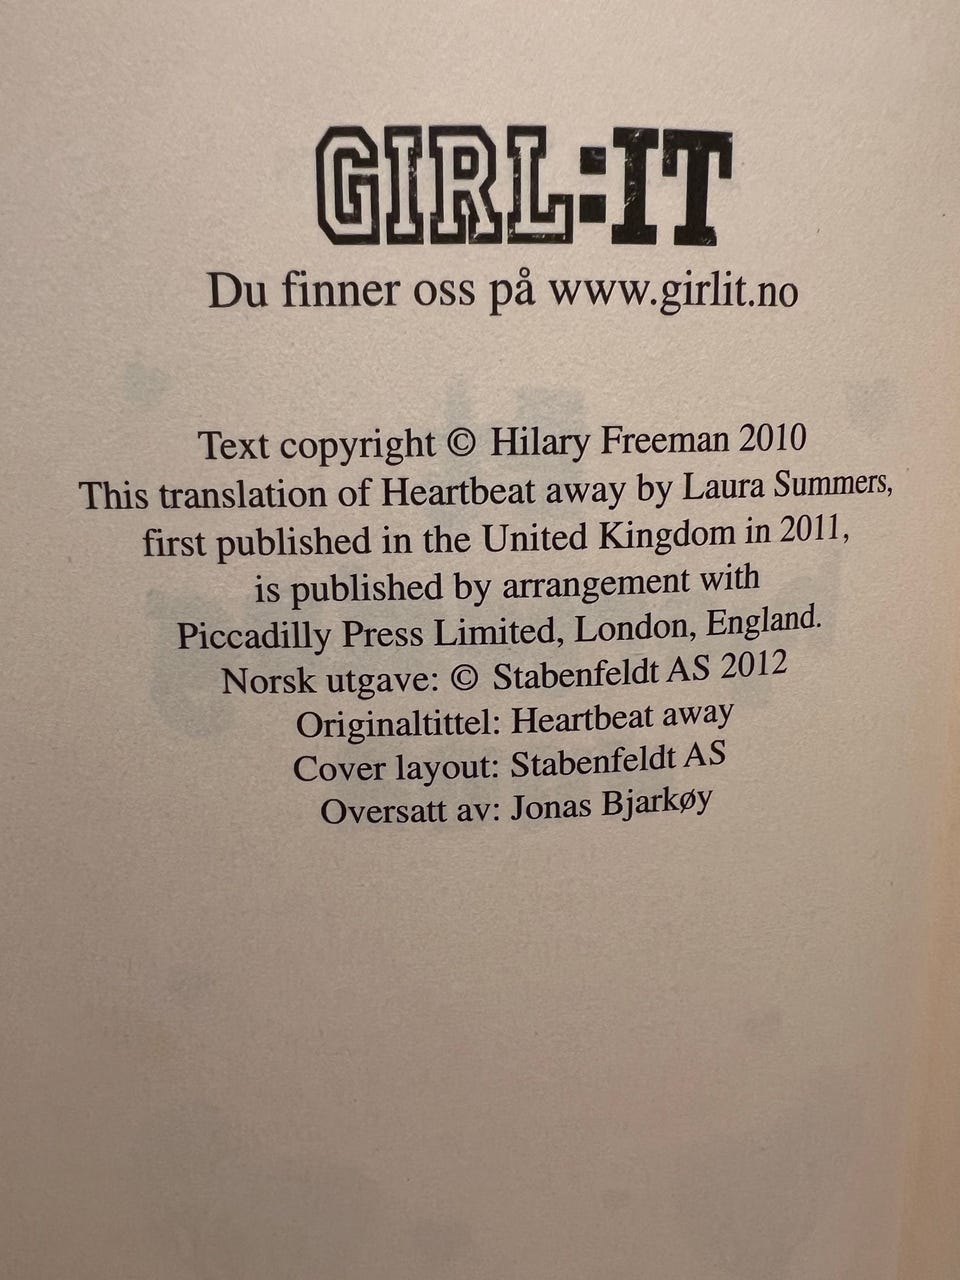 GIRL:IT
Du finner oss på www.girlit.no
Text copyright © Hilary Freeman 2010
This translation of Heartbeat away by Laura Summers,
first published in the United Kingdom in 2011,
is published by arrangement with
Piccadilly Press Limited, London, England.
Norsk utgave: © Stabenfeldt AS 2012
Originaltittel: Heartbeat away
Cover layout: Stabenfeldt AS
Oversatt av: Jonas Bjarkøy